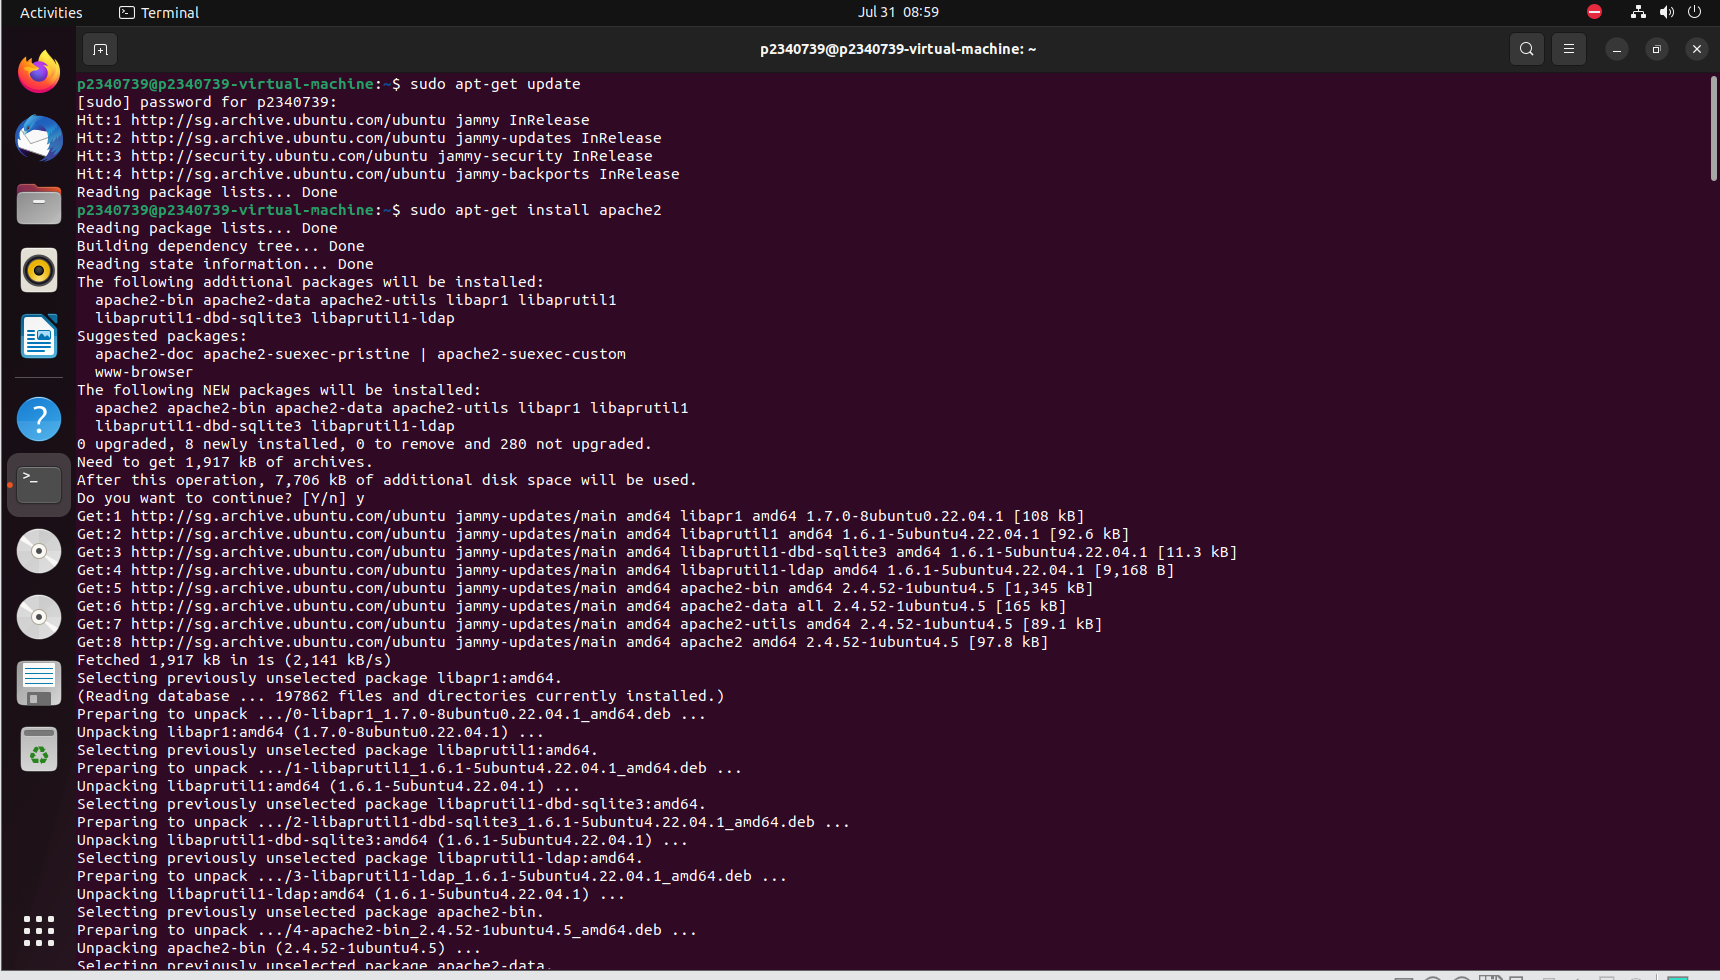 Activities
Terminal
Jul 31 08:59
p2340739@p2340739-virtual-machine: ~
p2340739@p2340739-virtual-machine:~$ sudo apt-get update
[sudo] password for p2340739:
Hit:1 http://sg.archive.ubuntu.com/ubuntu jammy InRelease
Hit:2 http://sg.archive.ubuntu.com/ubuntu jammy-updates InRelease
Hit:3 http://security.ubuntu.com/ubuntu jammy-security InRelease
Hit:4 http://sg.archive.ubuntu.com/ubuntu jammy-backports InRelease
Reading package lists... Done
p2340739@p2340739-virtual-machine:~$ sudo apt-get install apache2
Reading package lists... Done
Building dependency tree... Done
Reading state information... Done
The following additional packages will be installed:
  apache2-bin apache2-data apache2-utils libapr1 libaprutil1
  libaprutil1-dbd-sqlite3 libaprutil1-ldap
Suggested packages:
  apache2-doc apache2-suexec-pristine | apache2-suexec-custom
  www-browser
The following NEW packages will be installed:
  apache2 apache2-bin apache2-data apache2-utils libapr1 libaprutil1
  libaprutil1-dbd-sqlite3 libaprutil1-ldap
0 upgraded, 8 newly installed, 0 to remove and 280 not upgraded.
Need to get 1,917 kB of archives.
After this operation, 7,706 kB of additional disk space will be used.
Do you want to continue? [Y/n] y
Get:1 http://sg.archive.ubuntu.com/ubuntu jammy-updates/main amd64 libapr1 amd64 1.7.0-8ubuntu0.22.04.1 [108 kB]
Get:2 http://sg.archive.ubuntu.com/ubuntu jammy-updates/main amd64 libaprutil1 amd64 1.6.1-5ubuntu4.22.04.1 [92.6 kB]
Get:3 http://sg.archive.ubuntu.com/ubuntu jammy-updates/main amd64 libaprutil1-dbd-sqlite3 amd64 1.6.1-5ubuntu4.22.04.1 [11.3 kB]
Get:4 http://sg.archive.ubuntu.com/ubuntu jammy-updates/main amd64 libaprutil1-ldap amd64 1.6.1-5ubuntu4.22.04.1 [9,168 B]
Get:5 http://sg.archive.ubuntu.com/ubuntu jammy-updates/main amd64 apache2-bin amd64 2.4.52-1ubuntu4.5 [1,345 kB]
Get:6 http://sg.archive.ubuntu.com/ubuntu jammy-updates/main amd64 apache2-data all 2.4.52-1ubuntu4.5 [165 kB]
Get:7 http://sg.archive.ubuntu.com/ubuntu jammy-updates/main amd64 apache2-utils amd64 2.4.52-1ubuntu4.5 [89.1 kB]
Get:8 http://sg.archive.ubuntu.com/ubuntu jammy-updates/main amd64 apache2 amd64 2.4.52-1ubuntu4.5 [97.8 kB]
Fetched 1,917 kB in 1s (2,141 kB/s)
Selecting previously unselected package libapr1:amd64.
(Reading database ... 197862 files and directories currently installed.)
Preparing to unpack .../0-libapr1_1.7.0-8ubuntu0.22.04.1_amd64.deb ...
Unpacking libapr1:amd64 (1.7.0-8ubuntu0.22.04.1) ...
Selecting previously unselected package libaprutil1:amd64.
Preparing to unpack .../1-libaprutil1_1.6.1-5ubuntu4.22.04.1_amd64.deb ...
Unpacking libaprutil1:amd64 (1.6.1-5ubuntu4.22.04.1) ...
Selecting previously unselected package libaprutil1-dbd-sqlite3:amd64.
Preparing to unpack .../2-libaprutil1-dbd-sqlite3_1.6.1-5ubuntu4.22.04.1_amd64.deb ...
Unpacking libaprutil1-dbd-sqlite3:amd64 (1.6.1-5ubuntu4.22.04.1) ...
Selecting previously unselected package libaprutil1-ldap:amd64.
Preparing to unpack .../3-libaprutil1-ldap_1.6.1-5ubuntu4.22.04.1_amd64.deb ...
Unpacking libaprutil1-ldap:amd64 (1.6.1-5ubuntu4.22.04.1) ...
Selecting previously unselected package apache2-bin.
Preparing to unpack .../4-apache2-bin_2.4.52-1ubuntu4.5_amd64.deb ...
Unpacking apache2-bin (2.4.52-1ubuntu4.5) ...
Selecting previously unselected package apache2-data.